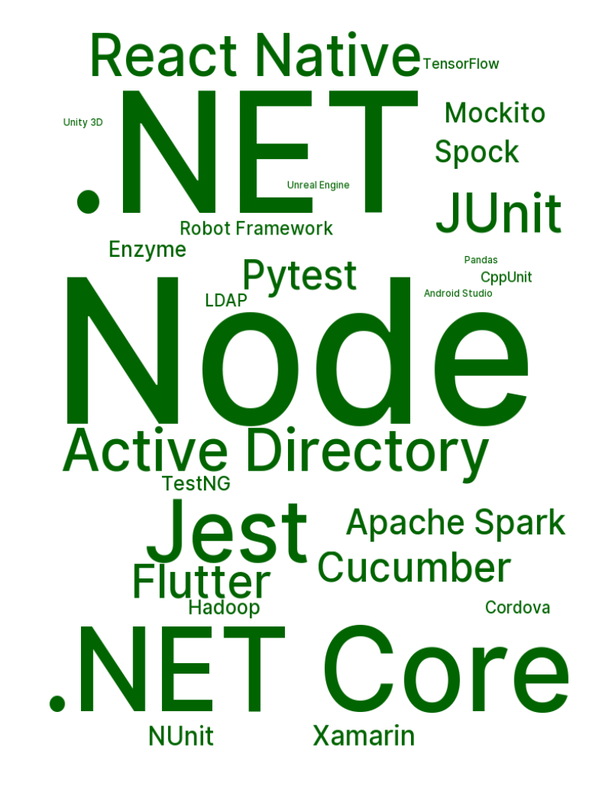 React Native
TensorFlow
.NET
Mockito
Unity 3D
Spock
Unreal Engine
JUnit
Robot Framework
Enzyme
Pandas
Pytest
CppUnit
Android Studio
LDAP
Node
Active Directory
TestNG
Jest
Apache Spark
Cucumber
Flutter
Hadoop
Cordova
.NET Core
NUnit
Xamarin